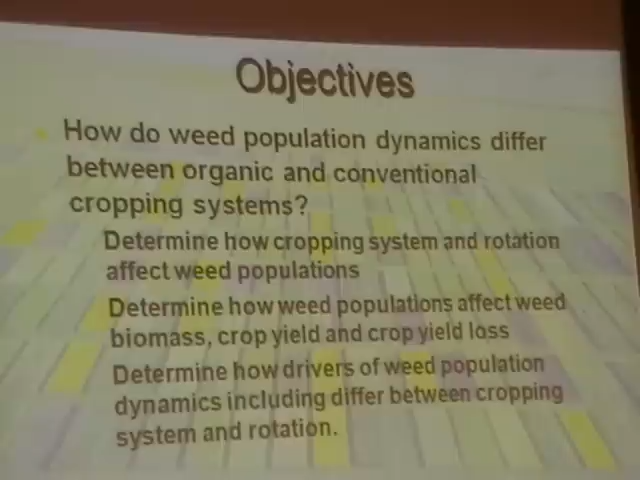 Objectives
How do weed population dynamics differ
between organic and conventional
cropping systems?
Determine how cropping system and rotation
affect weed populations
Determine how weed populations affect weed
biomass, crop yield and crop yield loss
Determine how drivers of weed population
dynamics including differ between cropping
system and rotation.